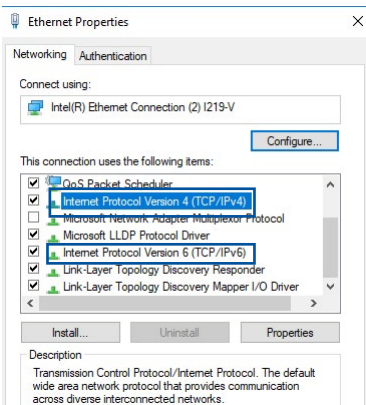 Ethernet Properties
Networking Authentication
Connect using:
Intel(R) Ethernet Connection (2) I219-V
Configure...
This connection uses the following items:
QoS Packet Scheduler
Internet Protocol Version 4 (TCP/IPv4)
Microsoft Network Adapter Multiplexor Protocol
Microsoft LLDP Protocol Driver
Internet Protocol Version 6 (TCP/IPv6)
Link-Layer Topology Discovery Responder
Link-Layer Topology Discovery Mapper I/O Driver
Install... Uninstall Properties
Description
Transmission Control Protocol/Internet Protocol. The default
wide area network protocol that provides communication
across diverse interconnected networks.